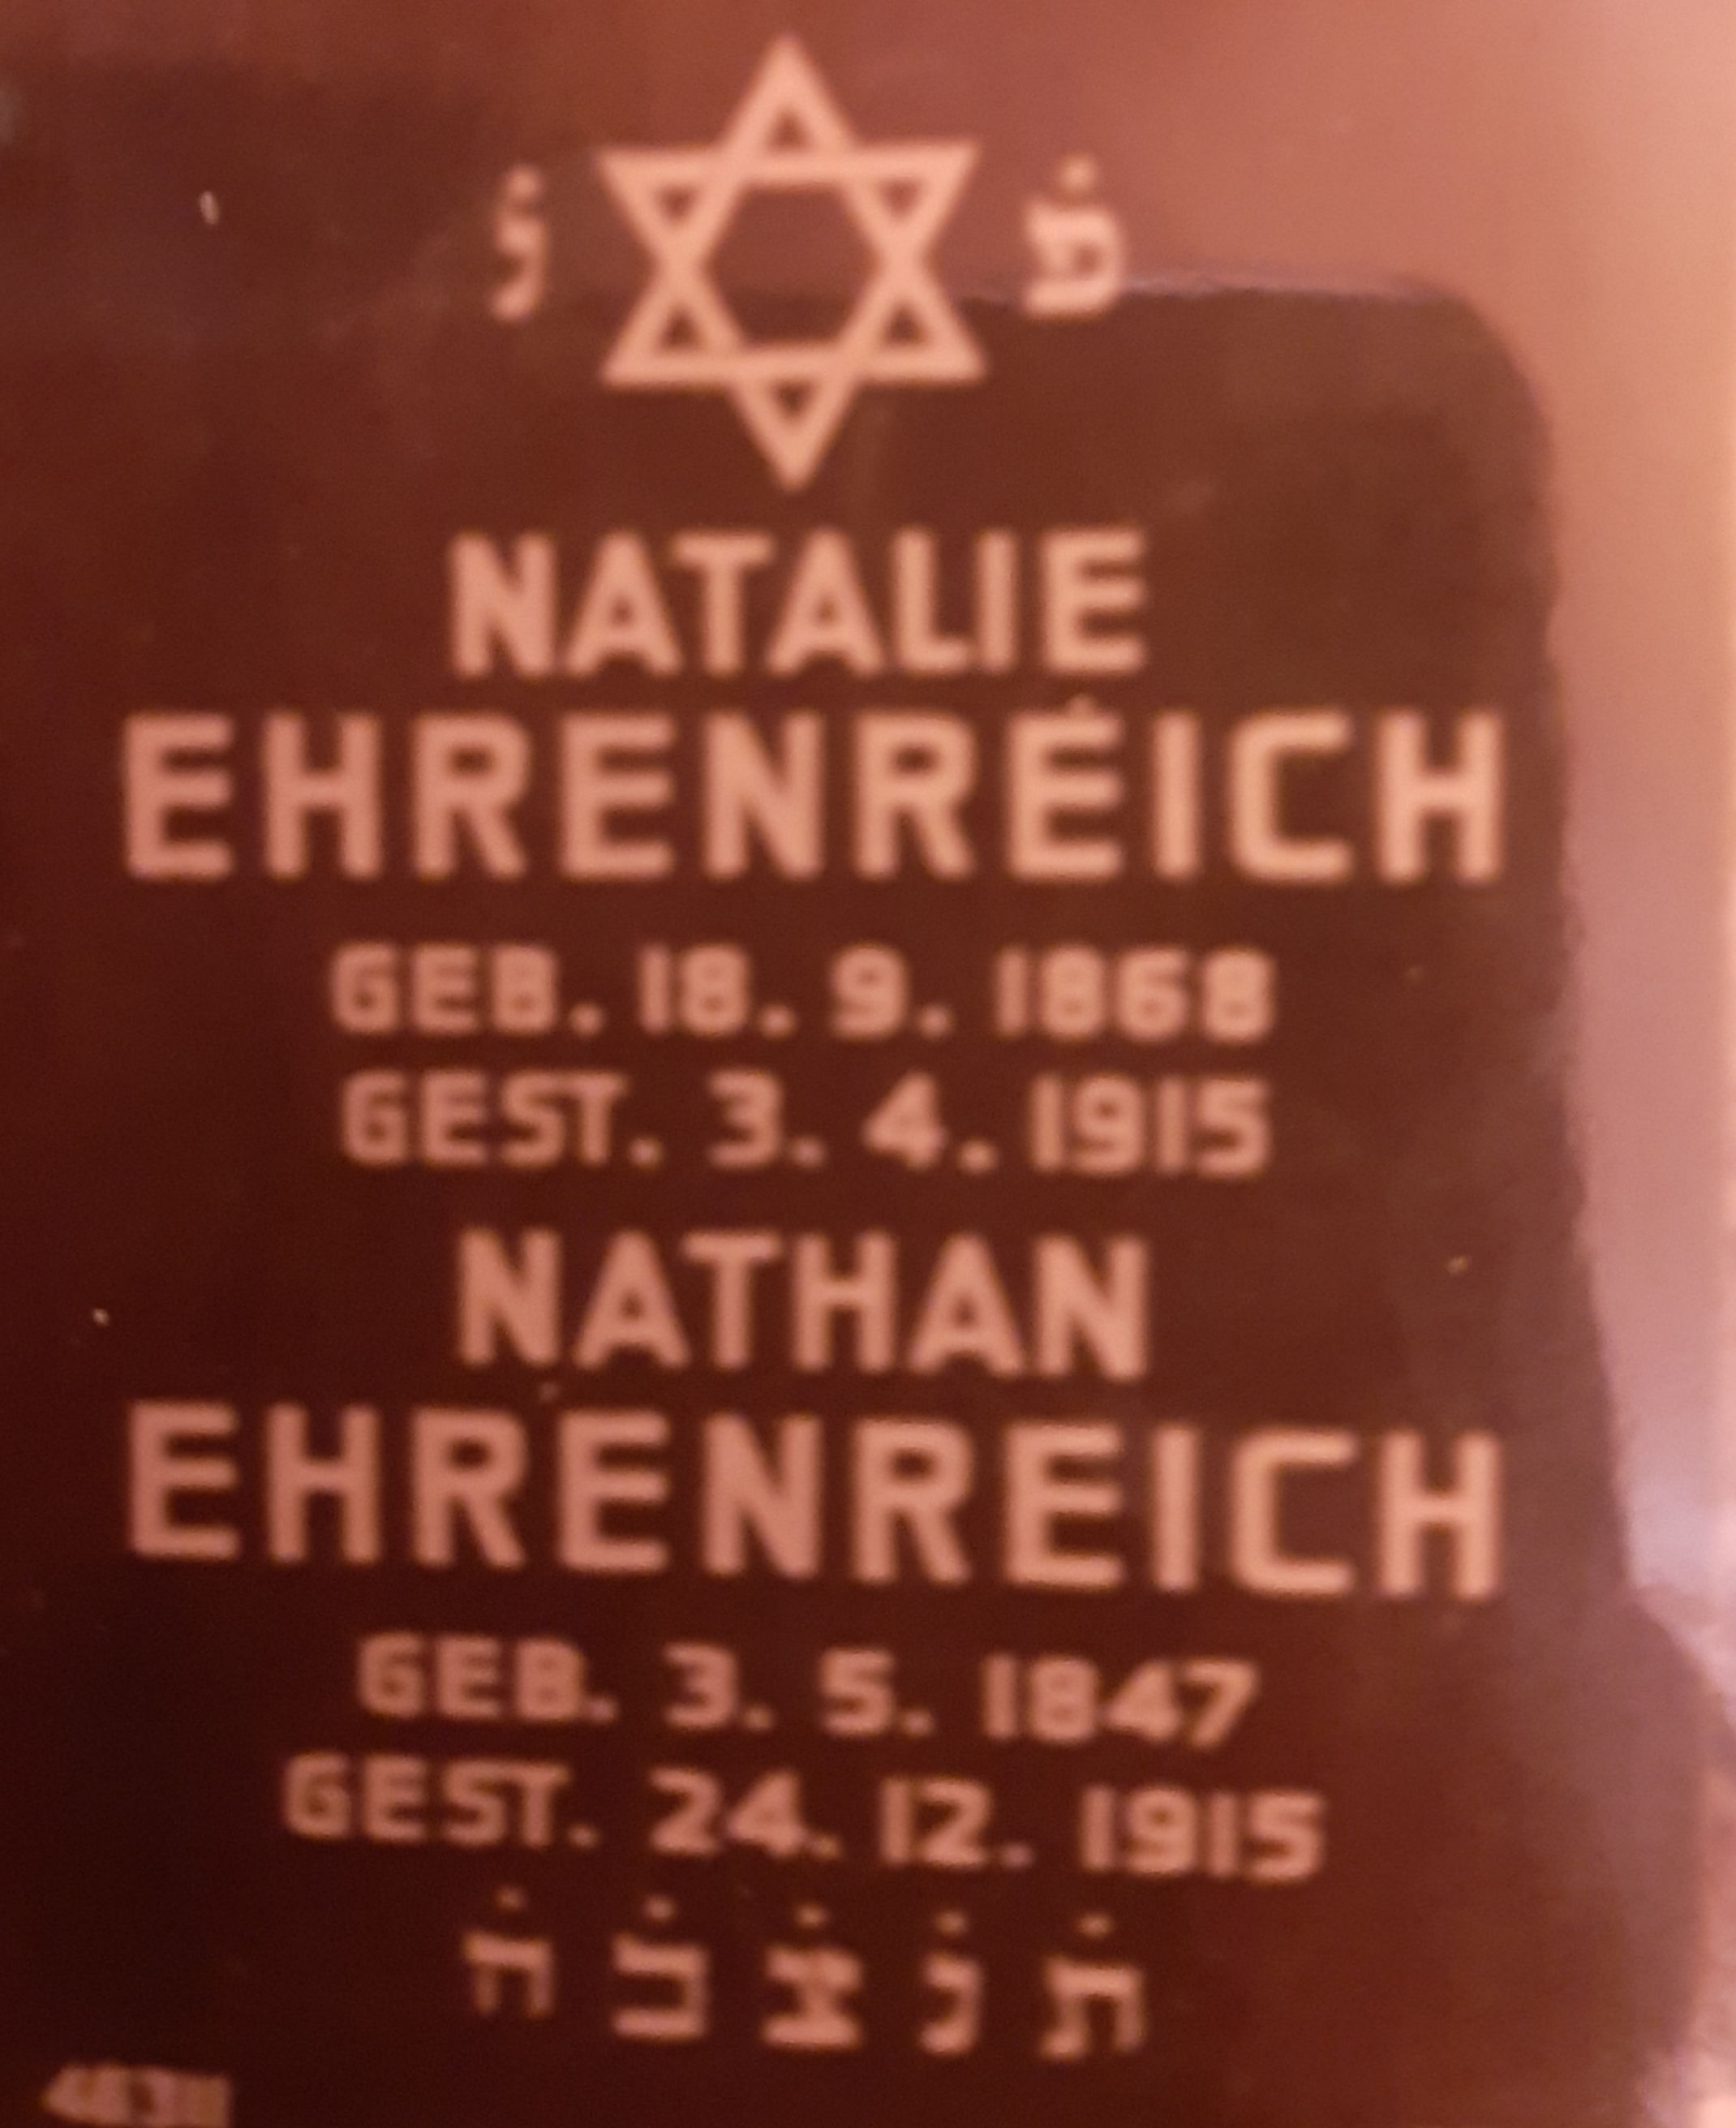 פ׳ נ׳
NATALIE
EHRENREICH
GEB. 18. 9. 1868
GEST. 3. 4. 1915
NATHAN
EHRENREICH
GEB. 3. 5. 1847
GEST. 24. 12. 1915
ת׳ נ׳ צ׳ ב׳ ה׳